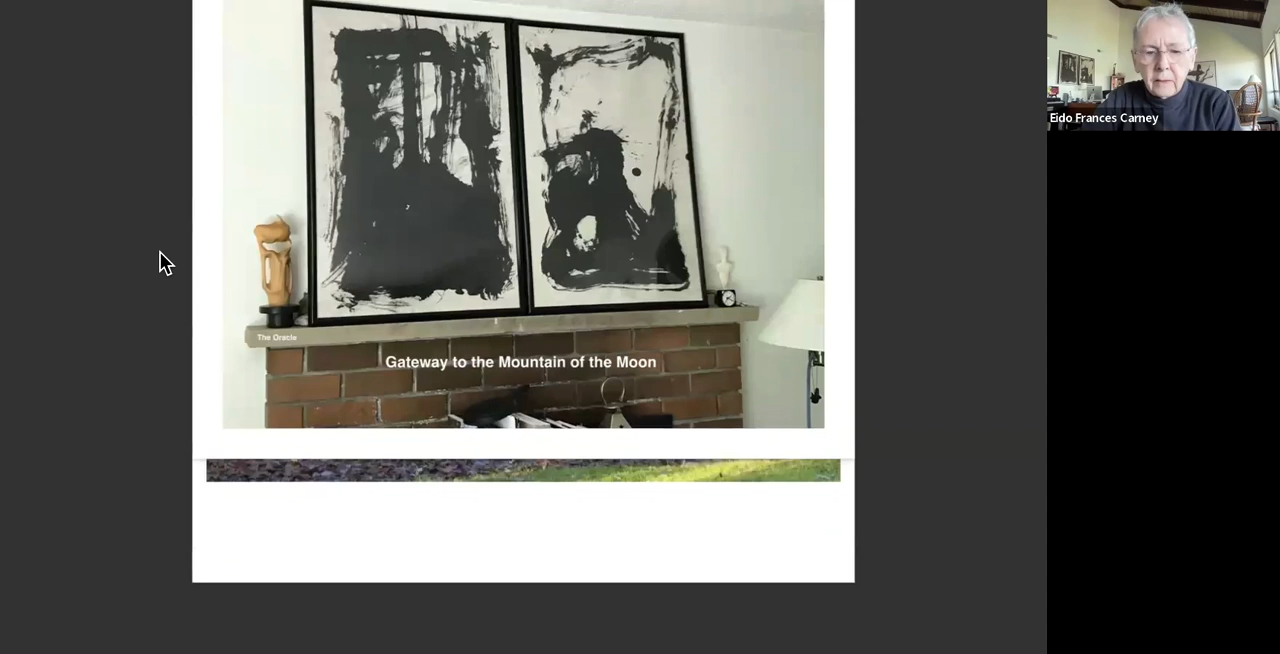 Eido Frances Carney
The Oracle
Gateway to the Mountain of the Moon